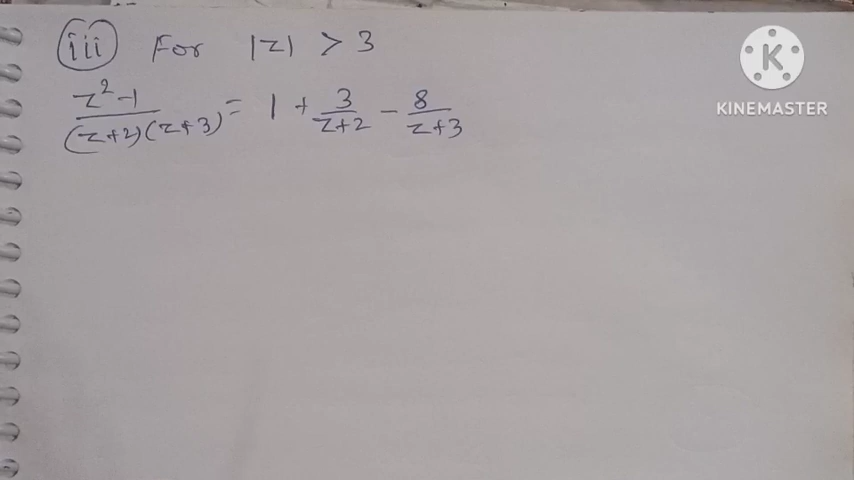 (iii) For |z| > 3
z² - 1 / (z+2)(z+3) = 1 + 3/z+2 - 8/z+3
KINEMASTER